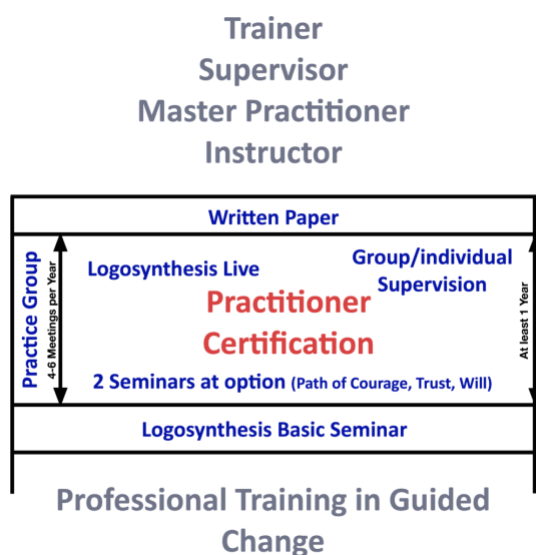 Trainer
Supervisor
Master Practitioner
Instructor
Written Paper
Practice Group
4-6 Meetings per Year
Logosynthesis Live
Group/individual
Supervision
Practitioner
Certification
At least 1 Year
2 Seminars at option (Path of Courage, Trust, Will)
Logosynthesis Basic Seminar
Professional Training in Guided
Change